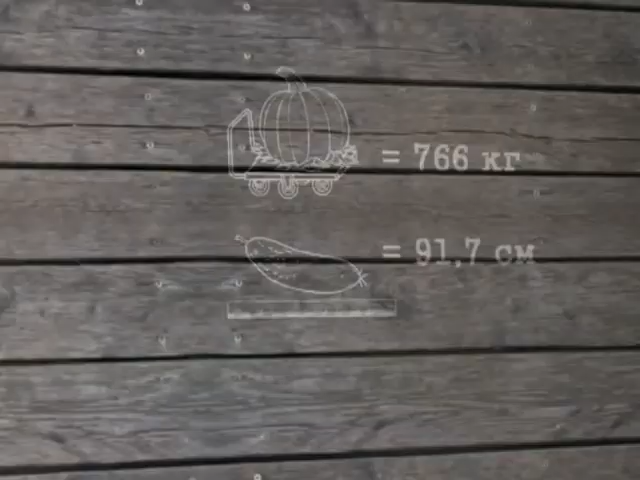 = 766 кг
= 91,7 см